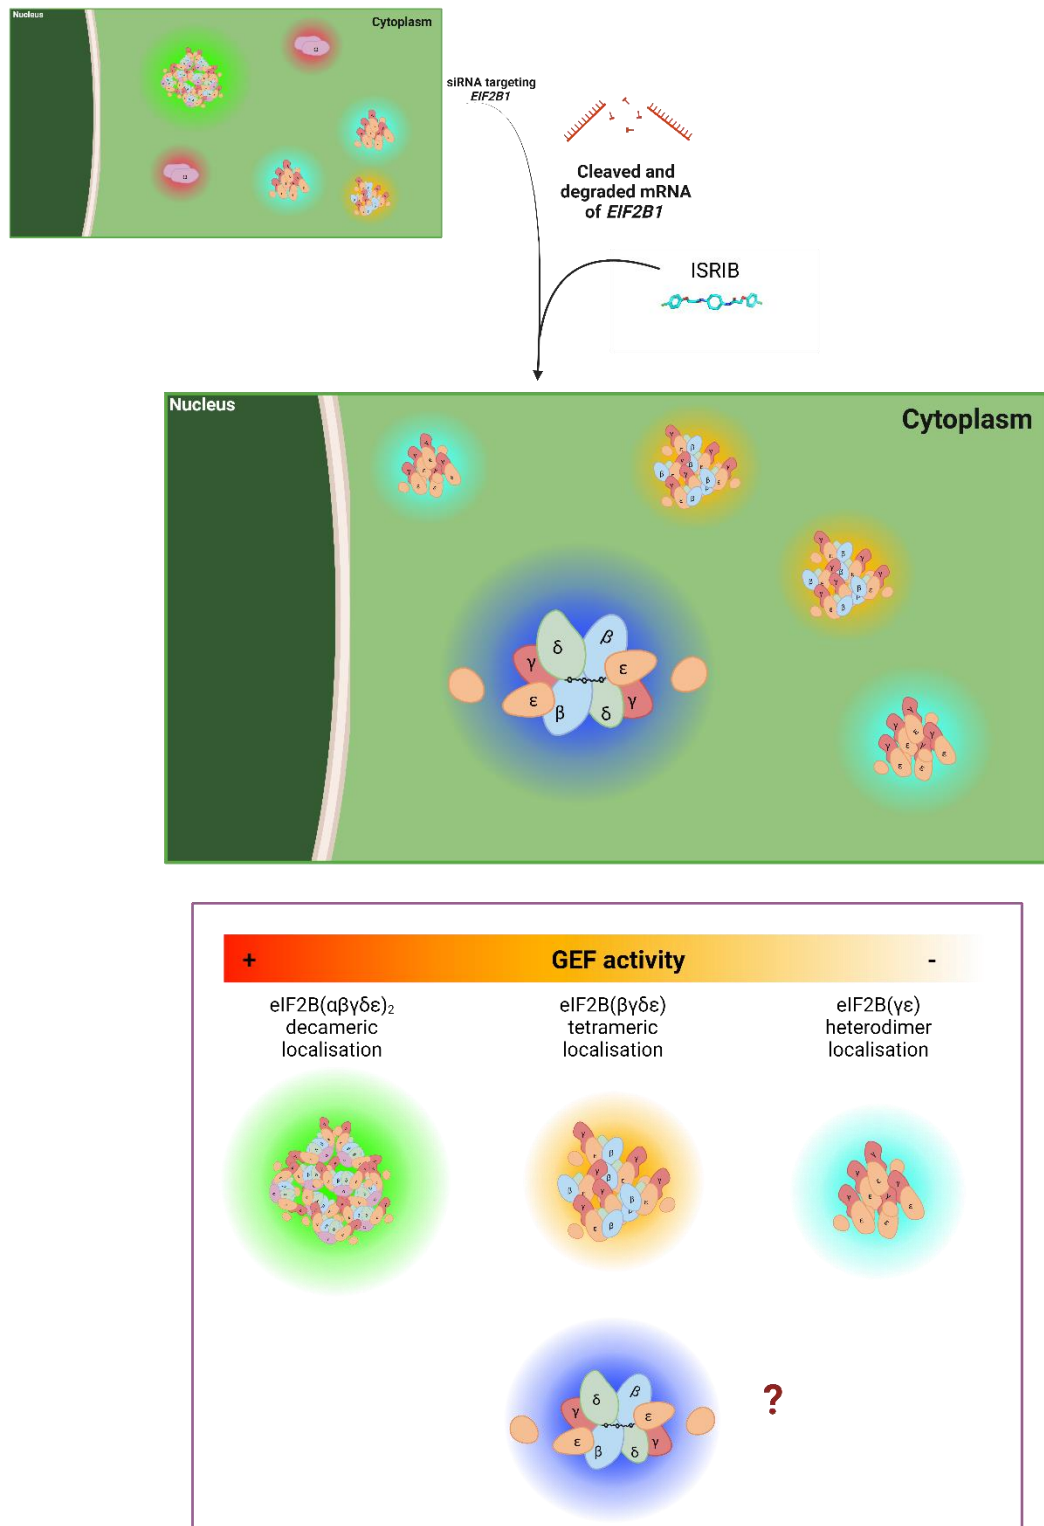 Nucleus
Cytoplasm
α
α
siRNA targeting
EIF2B1
Cleaved and
degraded mRNA
of EIF2B1
ISRIB
Nucleus
Cytoplasm
δ
β
γ
ε
ε
β
δ
γ
+
GEF activity
-
eIF2B(αβγδε)₂
decameric
localisation
eIF2B(βγδε)
tetrameric
localisation
eIF2B(γε)
heterodimer
localisation
δ
β
γ
ε
ε
β
δ
γ
?